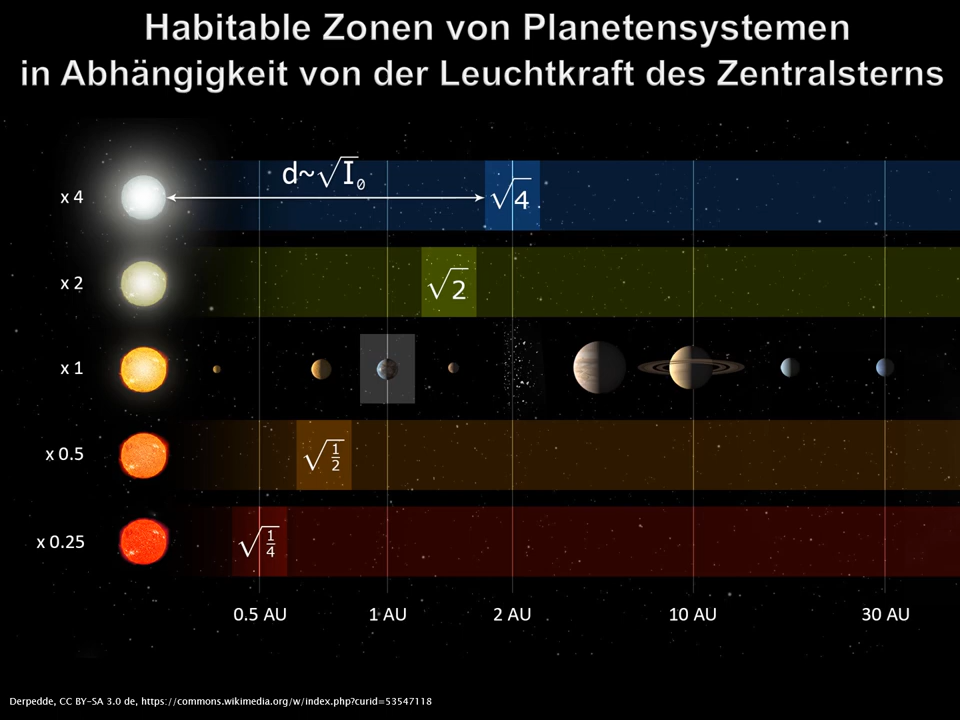 Habitable Zonen von Planetensystemen
in Abhängigkeit von der Leuchtkraft des Zentralsterns
d~√I₀
x 4
√4
x 2
√2
x 1
x 0.5
√1/2
x 0.25
√1/4
0.5 AU 1 AU 2 AU 10 AU 30 AU
Derpedde, CC BY-SA 3.0 de, https://commons.wikimedia.org/w/index.php?curid=53547118